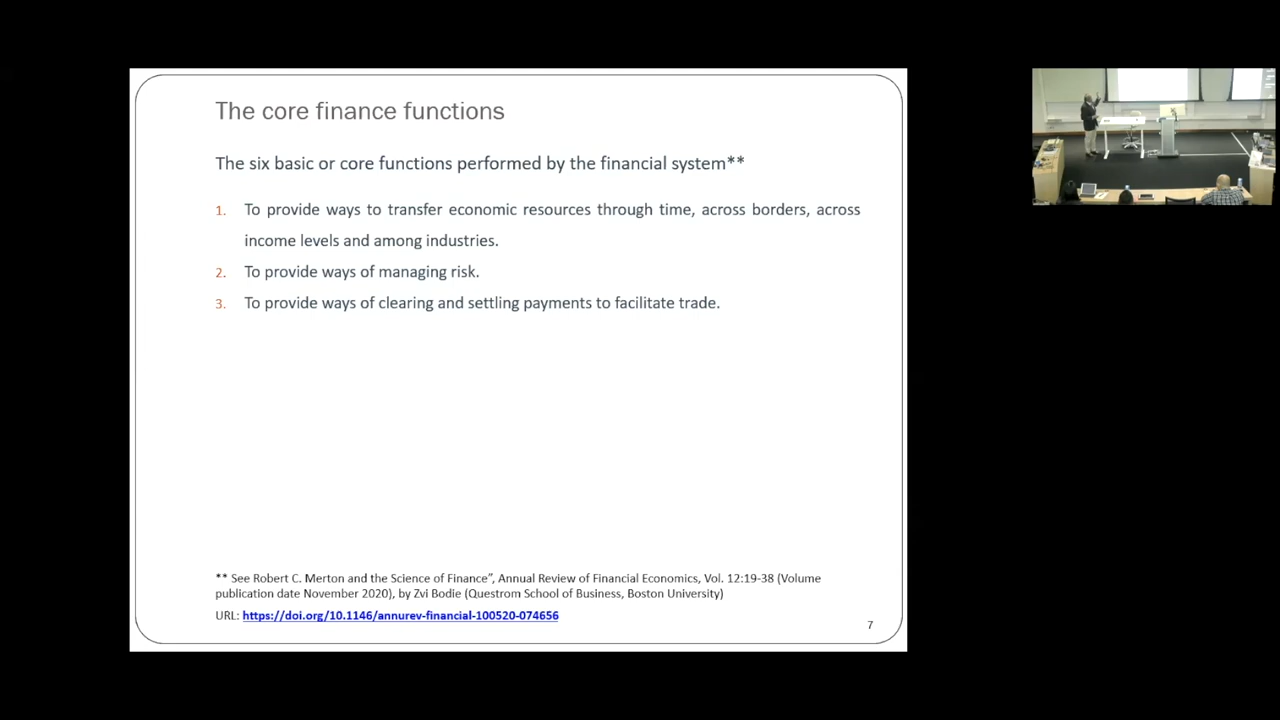 The core finance functions
The six basic or core functions performed by the financial system**
1. To provide ways to transfer economic resources through time, across borders, across
income levels and among industries.
2. To provide ways of managing risk.
3. To provide ways of clearing and settling payments to facilitate trade.
** See Robert C. Merton and the Science of Finance”, Annual Review of Financial Economics, Vol. 12:19-38 (Volume
publication date November 2020), by Zvi Bodie (Questrom School of Business, Boston University)
URL: https://doi.org/10.1146/annurev-financial-100520-074656
7